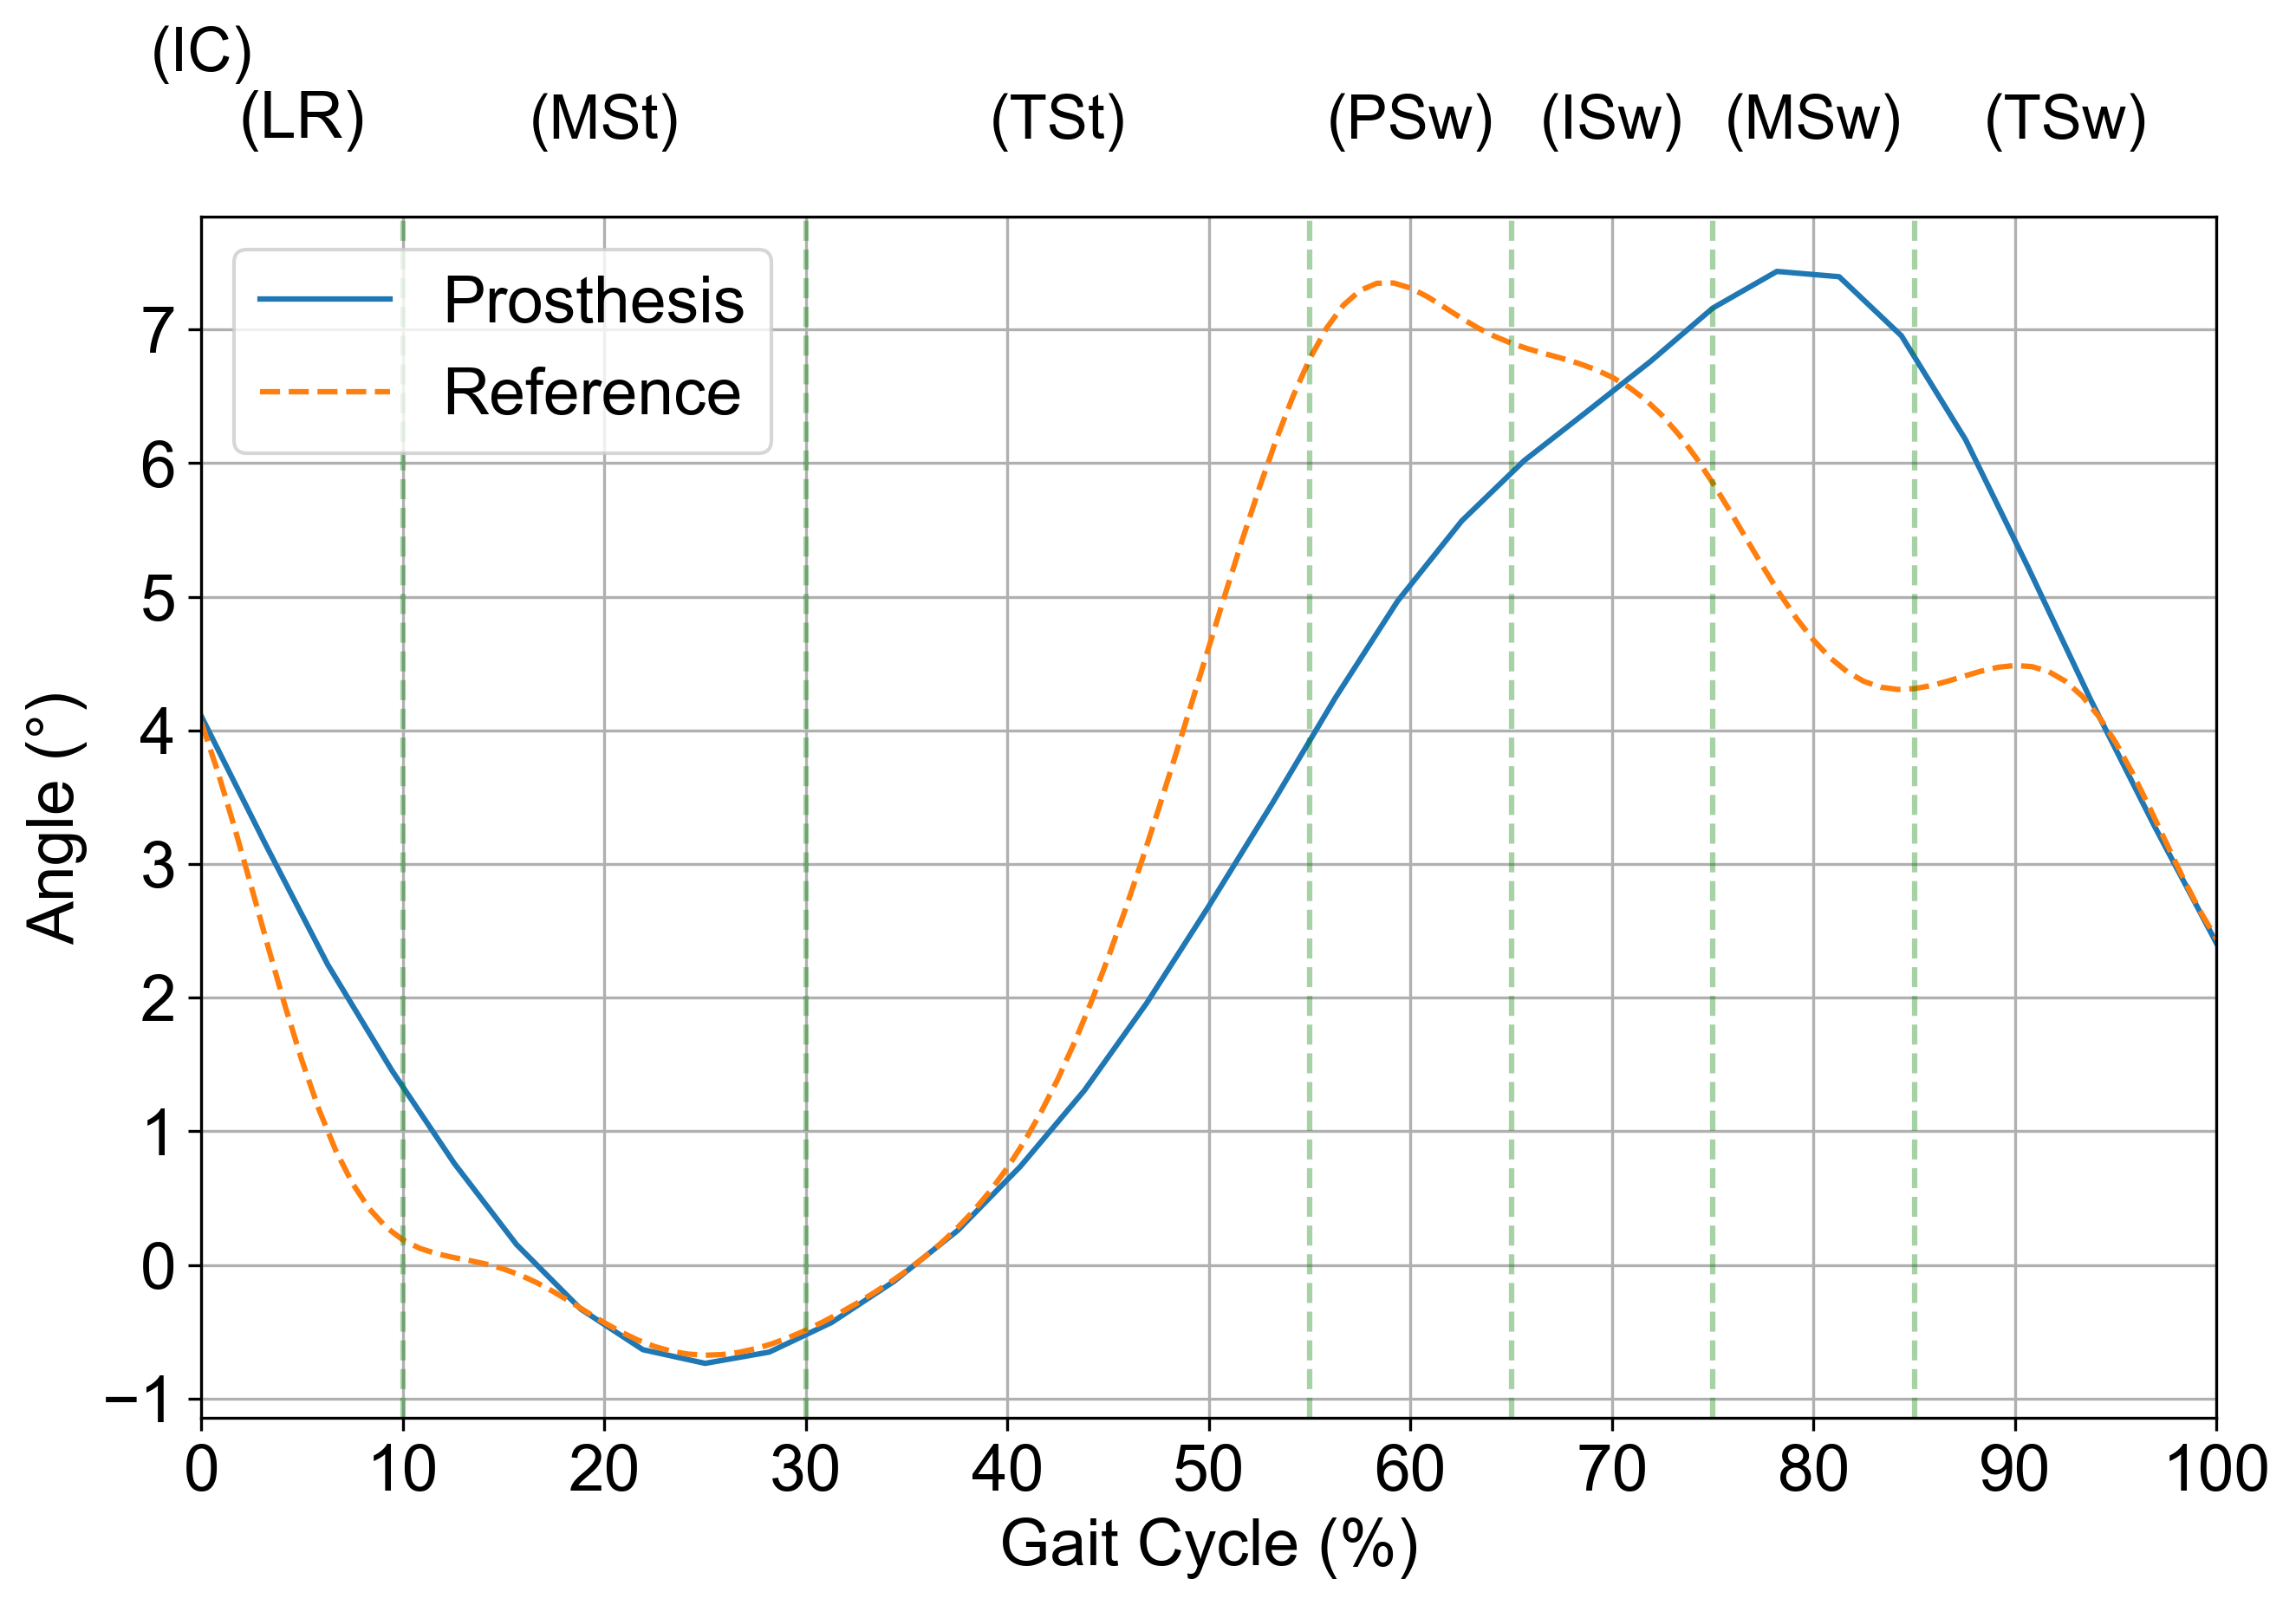 (IC)
(LR) (MSt) (TSt) (PSw) (ISw) (MSw) (TSw)
Prosthesis
Reference
7
6
5
4
3
2
1
0
−1
Angle (°)
0 10 20 30 40 50 60 70 80 90 100
Gait Cycle (%)